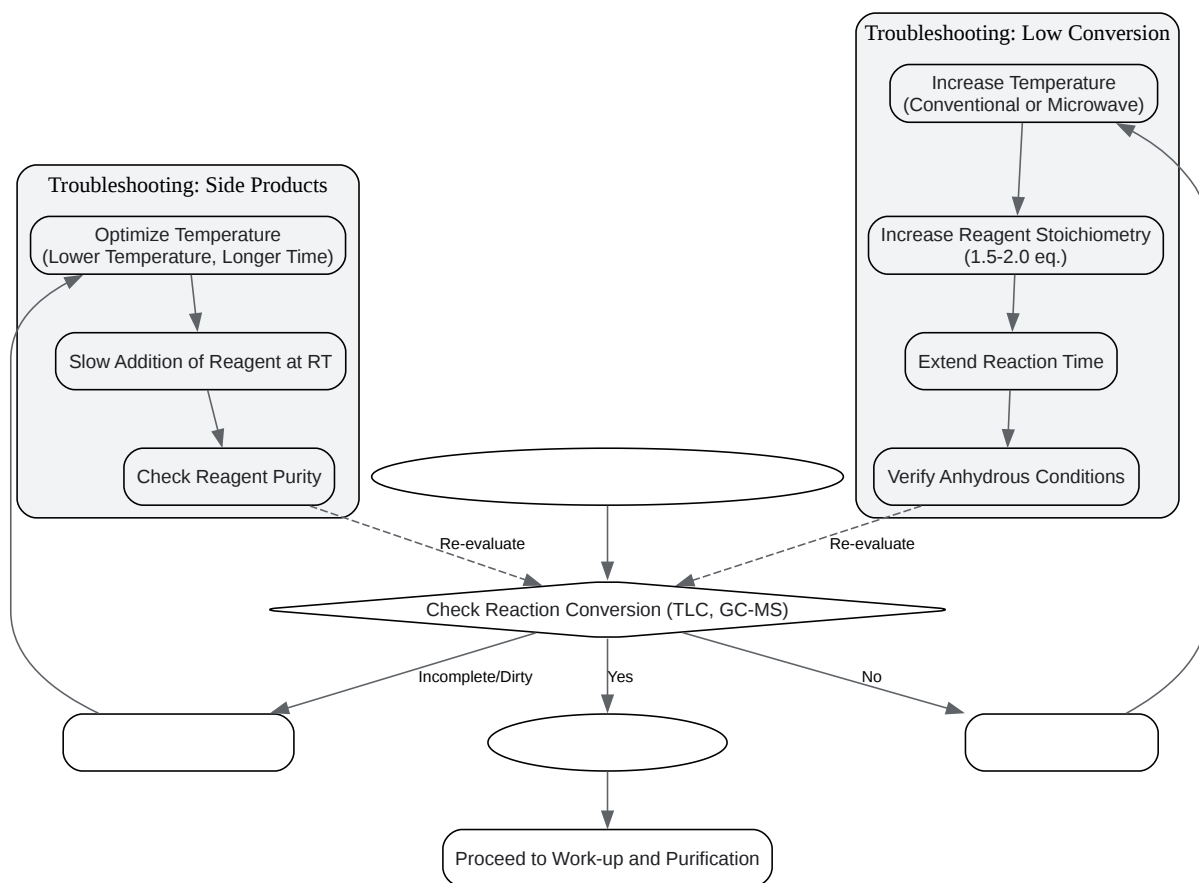 Troubleshooting: Low Conversion
Increase Temperature
(Conventional or Microwave)
Troubleshooting: Side Products
Optimize Temperature
(Lower Temperature, Longer Time)
Increase Reagent Stoichiometry
(1.5-2.0 eq.)
Slow Addition of Reagent at RT
Extend Reaction Time
Check Reagent Purity
Verify Anhydrous Conditions
Re-evaluate
Re-evaluate
Check Reaction Conversion (TLC, GC-MS)
Incomplete/Dirty
Yes
No
Proceed to Work-up and Purification